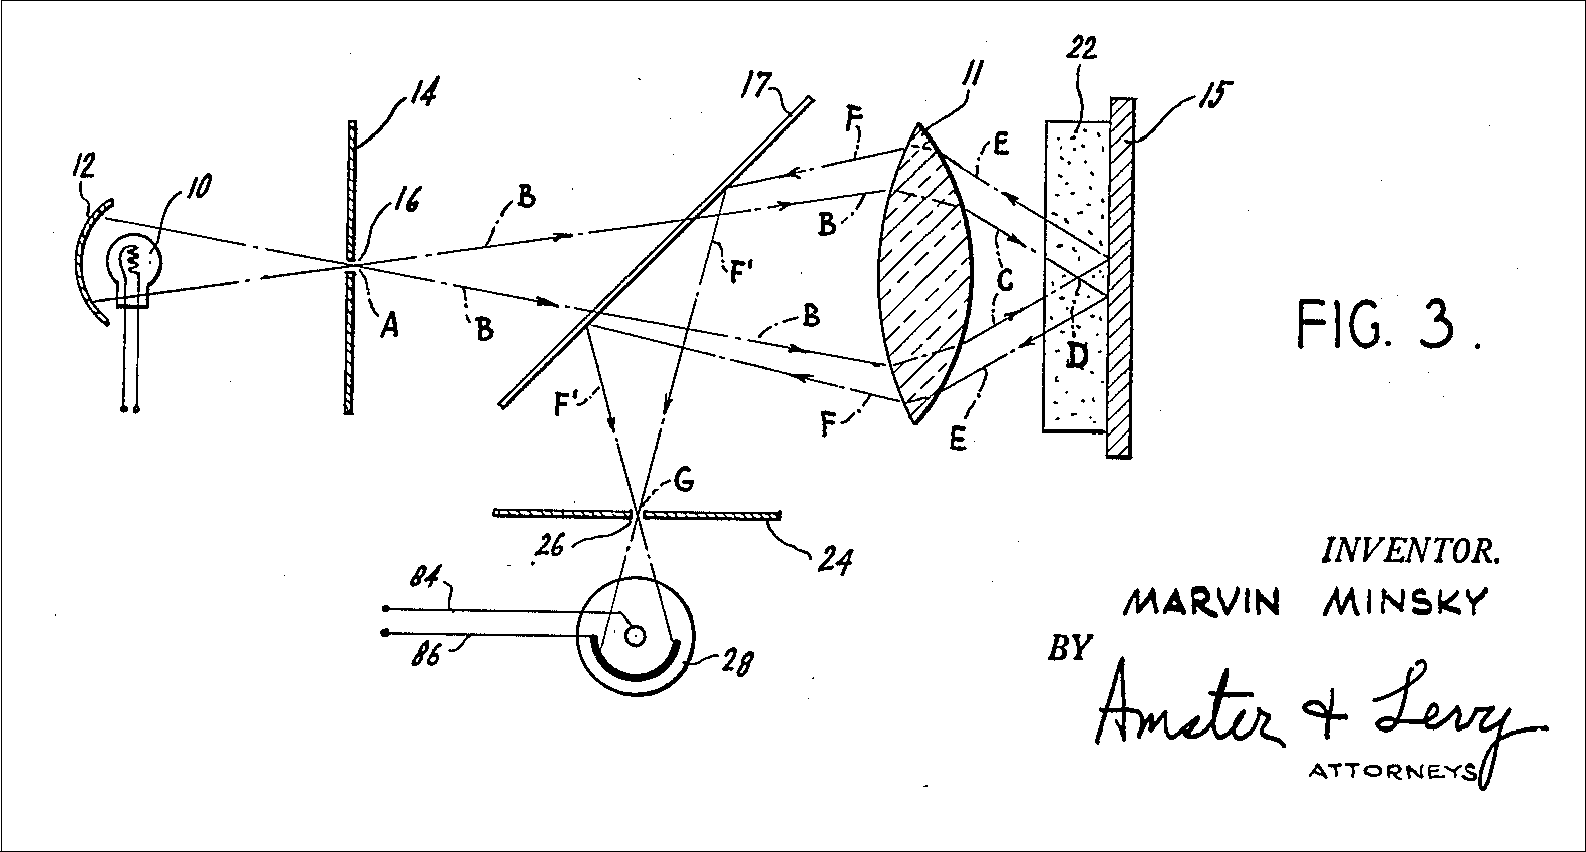 22
11
17
15
14
F
E
12
10
16
B
B
F'
C
A
B
B
D
FIG. 3.
F'
F
E
G
26
24
INVENTOR.
84
MARVIN MINSKY
86
28
BY
Amster & Levy
ATTORNEYS